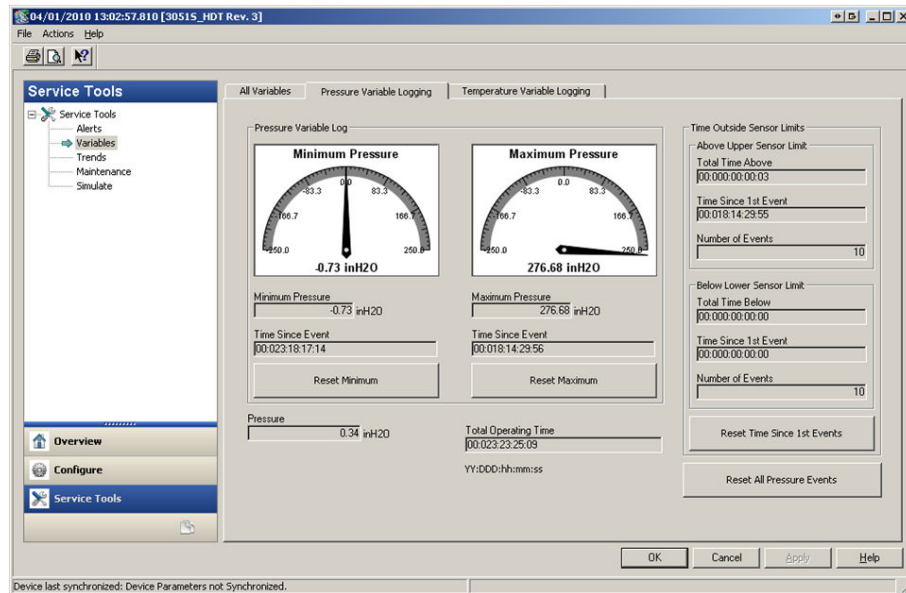 04/01/2010 13:02:57.810 [3051S_HDT Rev. 3]
File Actions Help
Service Tools
Service Tools
Alerts
Variables
Trends
Maintenance
Simulate
Overview
Configure
Service Tools
All Variables
Pressure Variable Logging
Temperature Variable Logging
Pressure Variable Log
Minimum Pressure
0.0
-83.3 83.3
-166.7 166.7
-250.0 250.0
-0.73 inH2O
Minimum Pressure
-0.73 inH2O
Time Since Event
00:023:18:17:14
Reset Minimum
Maximum Pressure
0.0
-83.3 83.3
-166.7 166.7
-250.0 250.0
276.68 inH2O
Maximum Pressure
276.68 inH2O
Time Since Event
00:018:14:29:56
Reset Maximum
Pressure
0.34 inH2O
Total Operating Time
00:023:23:25:09
YY:DDD:hh:mm:ss
Time Outside Sensor Limits
Above Upper Sensor Limit
Total Time Above
00:000:00:00:03
Time Since 1st Event
00:018:14:29:55
Number of Events
10
Below Lower Sensor Limit
Total Time Below
00:000:00:00:00
Time Since 1st Event
00:000:00:00:00
Number of Events
10
Reset Time Since 1st Events
Reset All Pressure Events
OK
Cancel
Apply
Help
Device last synchronized: Device Parameters not Synchronized.